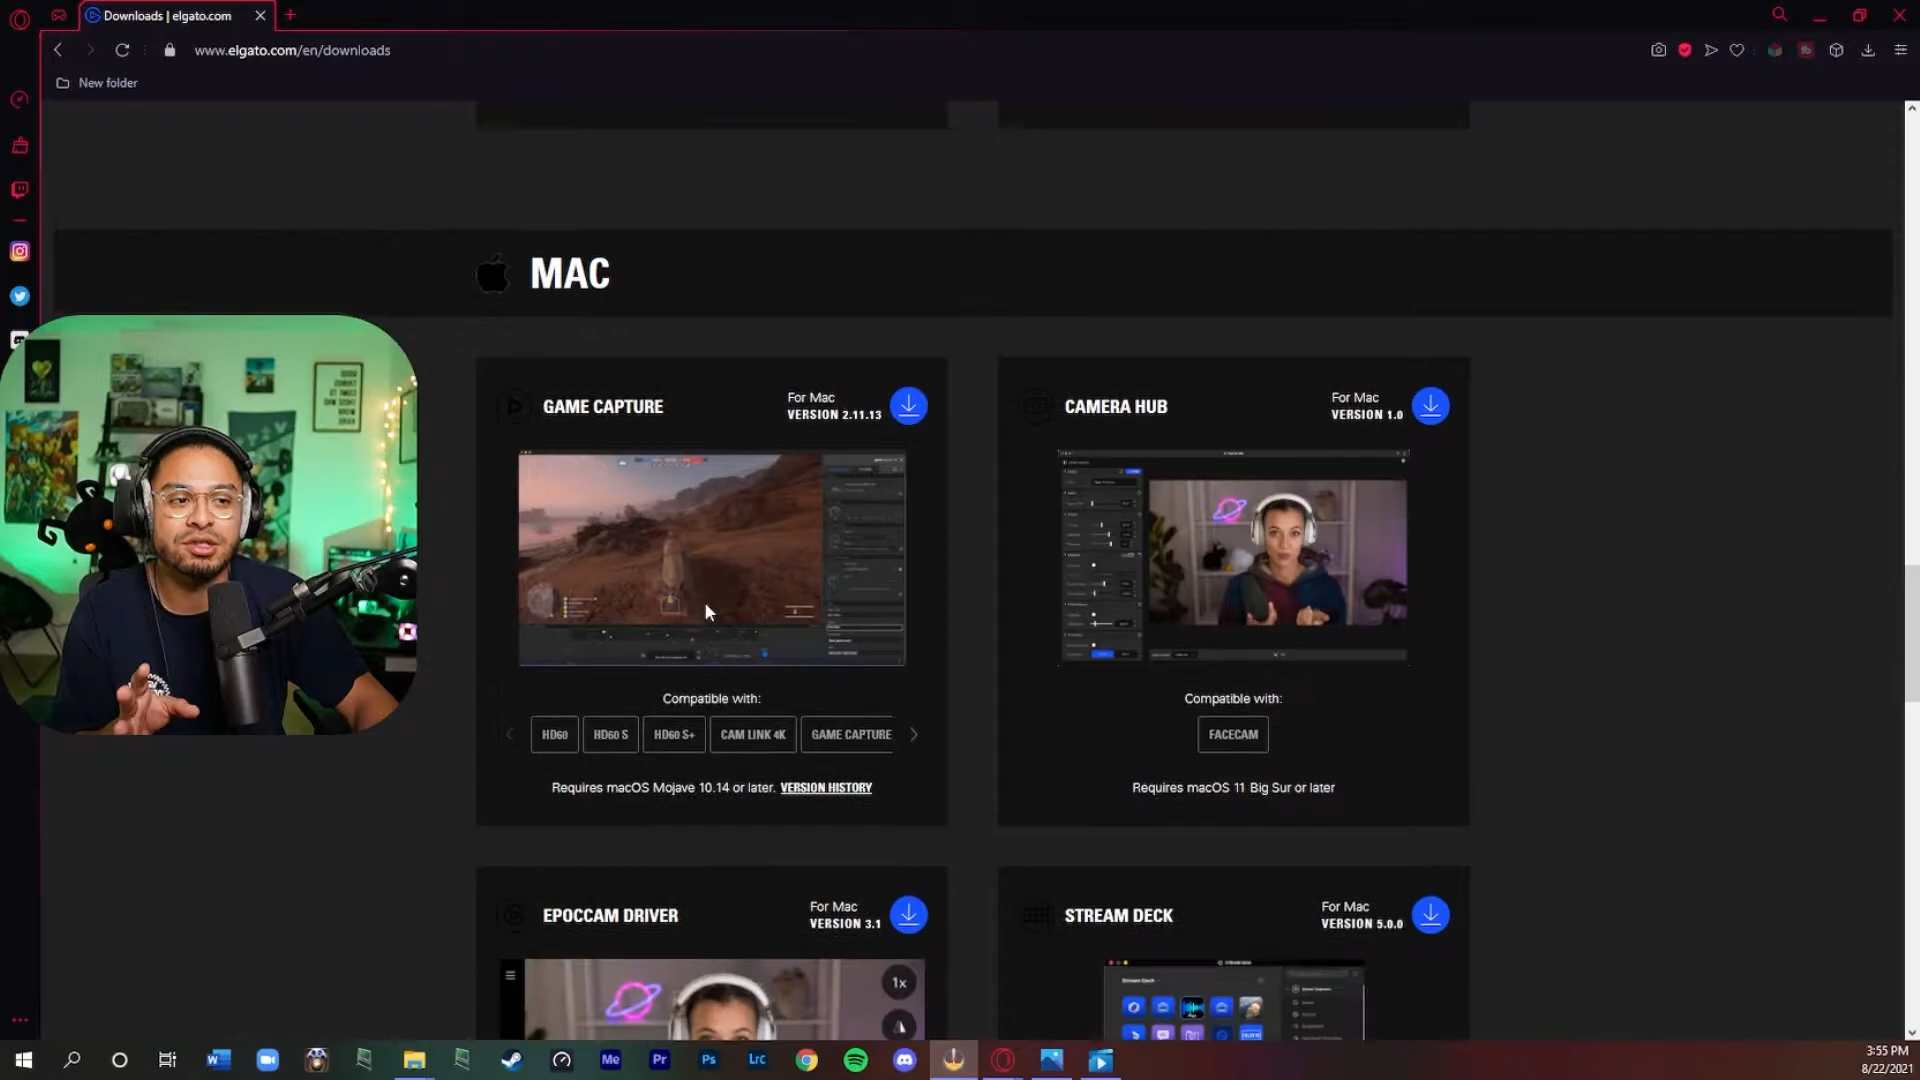 Downloads | elgato.com
www.elgato.com/en/downloads
New folder
MAC
GAME CAPTURE
For Mac
VERSION 2.11.13
CAMERA HUB
For Mac
VERSION 1.0
Compatible with:
HD60
HD60 S
HD60 S+
CAM LINK 4K
GAME CAPTURE
Compatible with:
FACECAM
Requires macOS Mojave 10.14 or later. VERSION HISTORY
Requires macOS 11 Big Sur or later
EPOCCAM DRIVER
For Mac
VERSION 3.1
STREAM DECK
For Mac
VERSION 5.0.0
1x
Me
Pr
Ps
Lrc
3:55 PM
8/22/2021